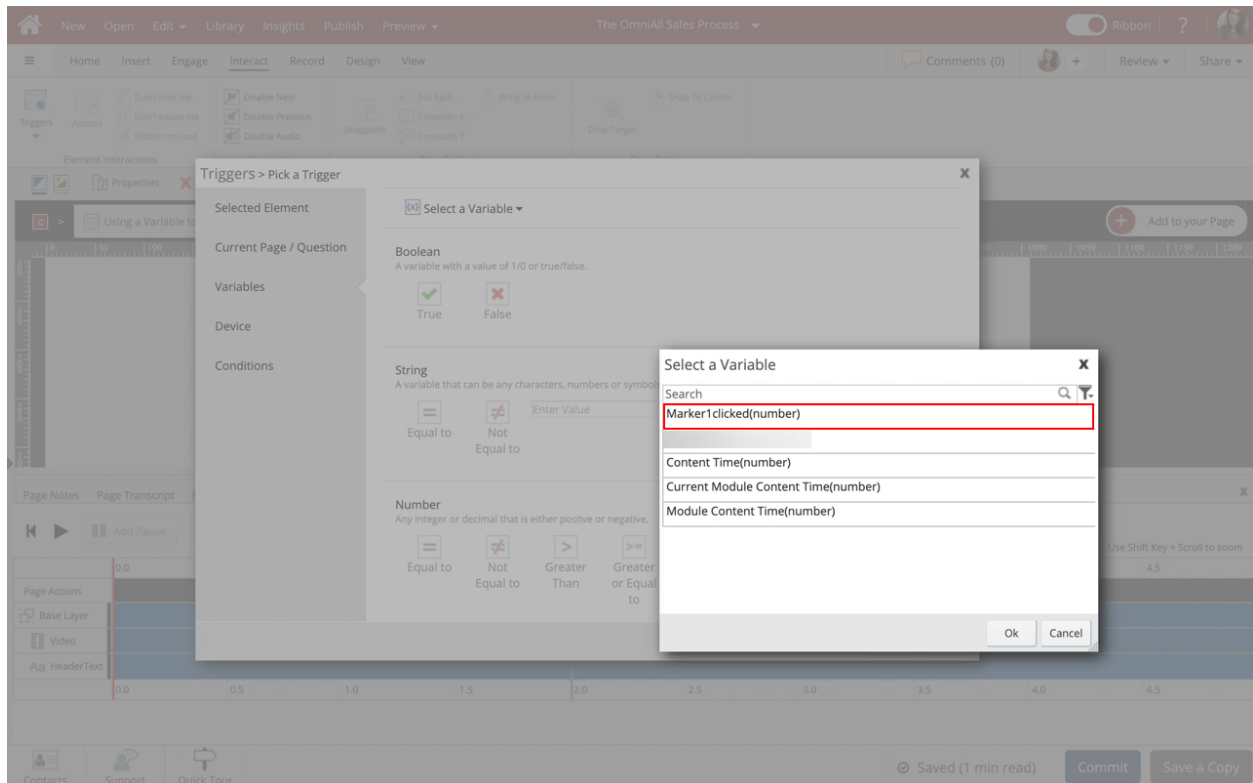 New Open Edit Library Insights Publish Preview The OmniAll Sales Process Ribbon ?
Home Insert Engage Interact Record Design View Comments (0) + Review Share
Don't hide me Disable Next Put back Bring to front Snap To Center
Triggers Actions Don't pause me Disable Previous Draggable Constrain X Drop Target
Hidden on load Disable Audio Constrain Y
Element Interactions
Properties
Triggers > Pick a Trigger x
C > Using a Variable to
Add to your Page
Selected Element
Select a Variable
Current Page / Question
Variables
Device
Conditions
Boolean
A variable with a value of 1/0 or true/false.
True False
String
A variable that can be any characters, numbers or symbols
Enter Value
Equal to Not Equal to
Number
Any integer or decimal that is either positve or negative.
Equal to Not Equal to Greater Than Greater or Equal to
Select a Variable x
Search
Marker1clicked(number)
Content Time(number)
Current Module Content Time(number)
Module Content Time(number)
Ok Cancel
Page Notes Page Transcript x
Add Pause
Use Shift Key + Scroll to zoom
0.0 4.5
Page Actions
Base Layer
Video
Aa HeaderText
0.0 0.5 1.0 1.5 2.0 2.5 3.0 3.5 4.0 4.5
Contacts Support Quick Tour
Saved (1 min read) Commit Save a Copy